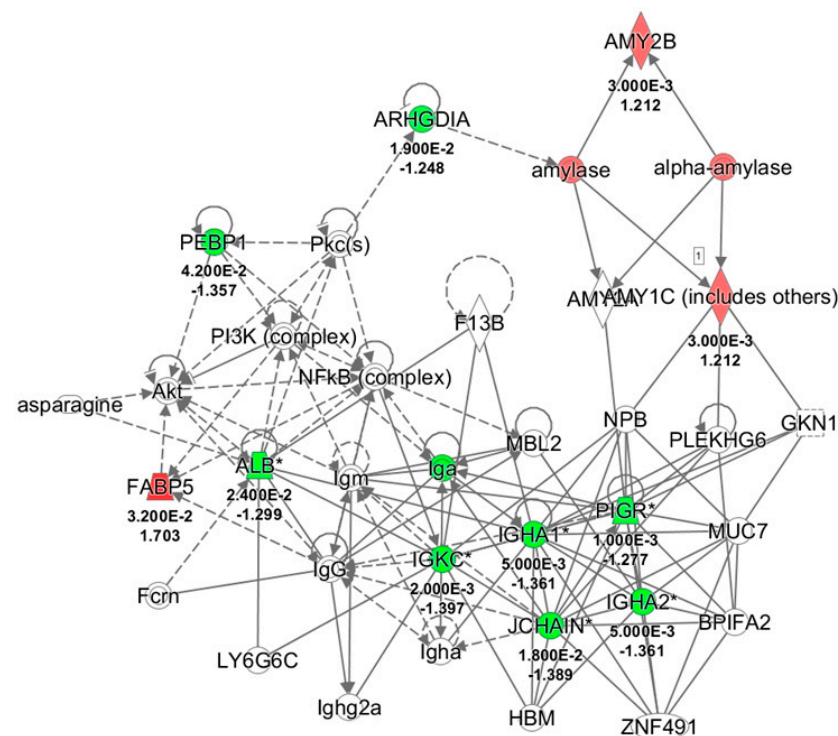 AMY2B
3.000E-3
1.212
ARHGDIA
1.900E-2
-1.248
amylase
alpha-amylase
PEBP1
4.200E-2
-1.357
Pkc(s)
1
AMY2A
AMY1C (includes others)
3.000E-3
1.212
F13B
PI3K (complex)
NFkB (complex)
Akt
asparagine
NPB
GKN1
PLEKHG6
MBL2
ALB*
2.400E-2
-1.299
Igm
Iga
FABP5
3.200E-2
1.703
PIGR*
1.000E-3
-1.277
MUC7
IGHA1*
5.000E-3
-1.361
IGKC*
2.000E-3
-1.397
IgG
Fcrn
IGHA2*
5.000E-3
-1.361
BPIFA2
JCHAIN*
1.800E-2
-1.389
Igha
LY6G6C
Ighg2a
HBM
ZNF491